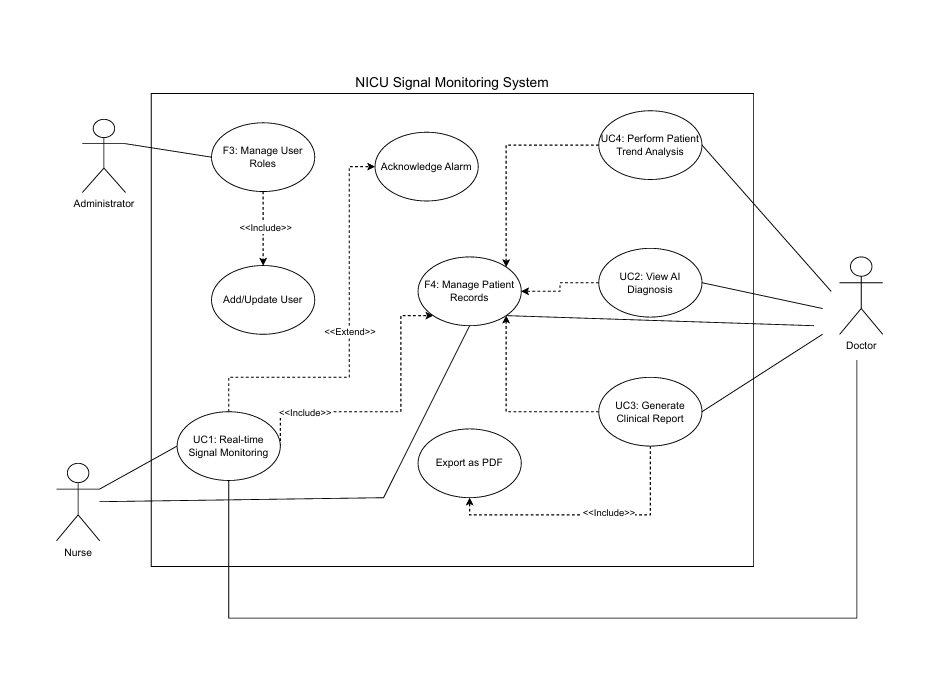 NICU Signal Monitoring System
Administrator
F3: Manage User
Roles
<<Include>>
Add/Update User
Acknowledge Alarm
<<Extend>>
UC4: Perform Patient
Trend Analysis
F4: Manage Patient
Records
UC2: View AI
Diagnosis
Doctor
<<Include>>
UC1: Real-time
Signal Monitoring
UC3: Generate
Clinical Report
Export as PDF
<<Include>>
Nurse